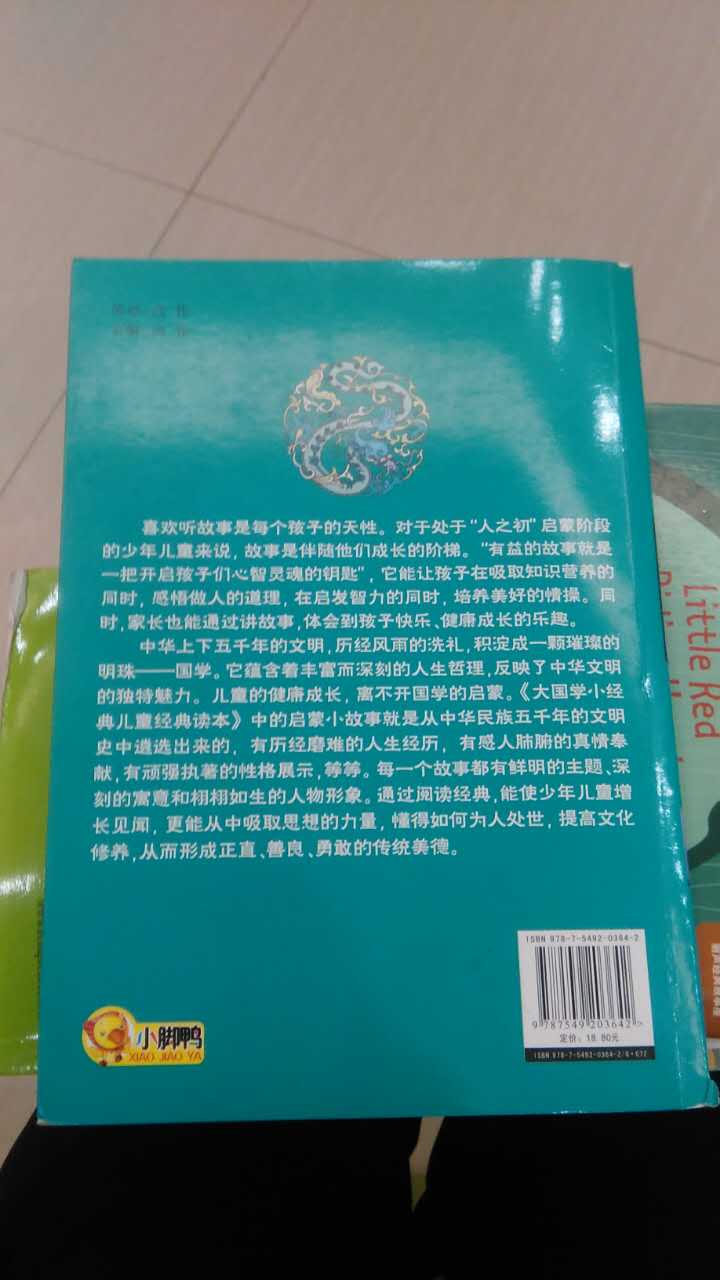 喜欢听故事是每个孩子的天性。对于处于“人之初”启蒙阶段
的少年儿童来说，故事是伴随他们成长的阶梯。“有益的故事就是
一把开启孩子们心智灵魂的钥匙”，它能让孩子在吸取知识营养的
同时，感悟做人的道理，在启发智力的同时，培养美好的情操。同
时，家长也能通过讲故事，体会到孩子快乐、健康成长的乐趣。
中华上下五千年的文明，历经风雨的洗礼，积淀成一颗璀璨的
明珠——国学。它蕴含着丰富而深刻的人生哲理，反映了中华文明
的独特魅力。儿童的健康成长，离不开国学的启蒙。《大国学小经
典儿童经典读本》中的启蒙小故事就是从中华民族五千年的文明
史中遴选出来的，有历经磨难的人生经历，有感人肺腑的真情奉
献，有顽强执著的性格展示，等等。每一个故事都有鲜明的主题、深
刻的寓意和栩栩如生的人物形象。通过阅读经典，能使少年儿童增
长见闻，更能从中吸取思想的力量，懂得如何为人处世，提高文化
修养，从而形成正直、善良、勇敢的传统美德。
小脚鸭
XIAO JIAO YA
ISBN 978-7-5492-0364-2
9 787549 203642 >
定价：18.80元
ISBN 978-7-5492-0364-2/G·672
Little Red